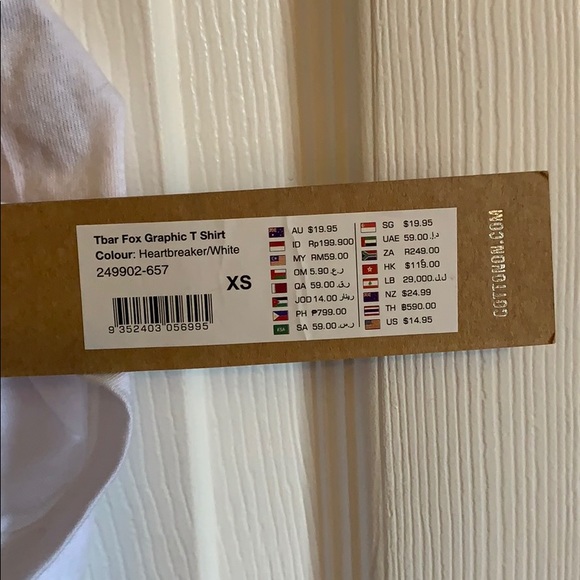 Tbar Fox Graphic T Shirt
Colour: Heartbreaker/White
249902-657
XS
9 352403 056995
AU $19.95
ID Rp199.900
MY RM59.00
OM 5.90 ر.ع.
QA 59.00 ر.ق.
JOD 14.00 دينار
PH ₱799.00
SA 59.00 ر.س.
SG $19.95
UAE 59.00 د.إ.
ZA R249.00
HK $119.00
LB 29,000 ل.ل.
NZ $24.99
TH ฿590.00
US $14.95
COTTONON.COM